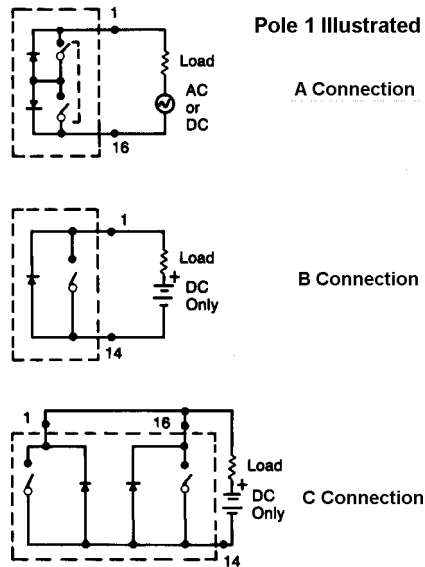 Pole 1 Illustrated
1
Load
AC
or
DC
16
A Connection
1
Load
+
DC
Only
14
B Connection
1
16
Load
+
DC
Only
14
C Connection